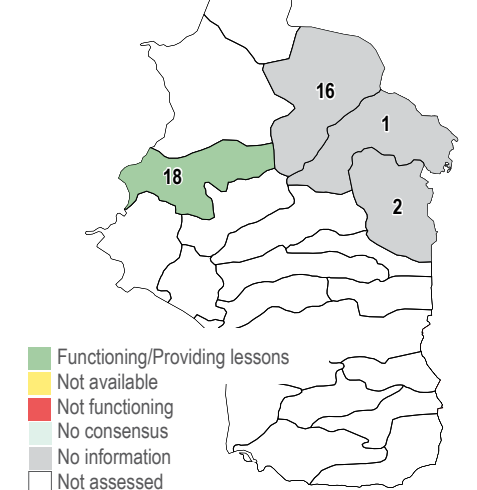 16
1
18
2
Functioning/Providing lessons
Not available
Not functioning
No consensus
No information
Not assessed